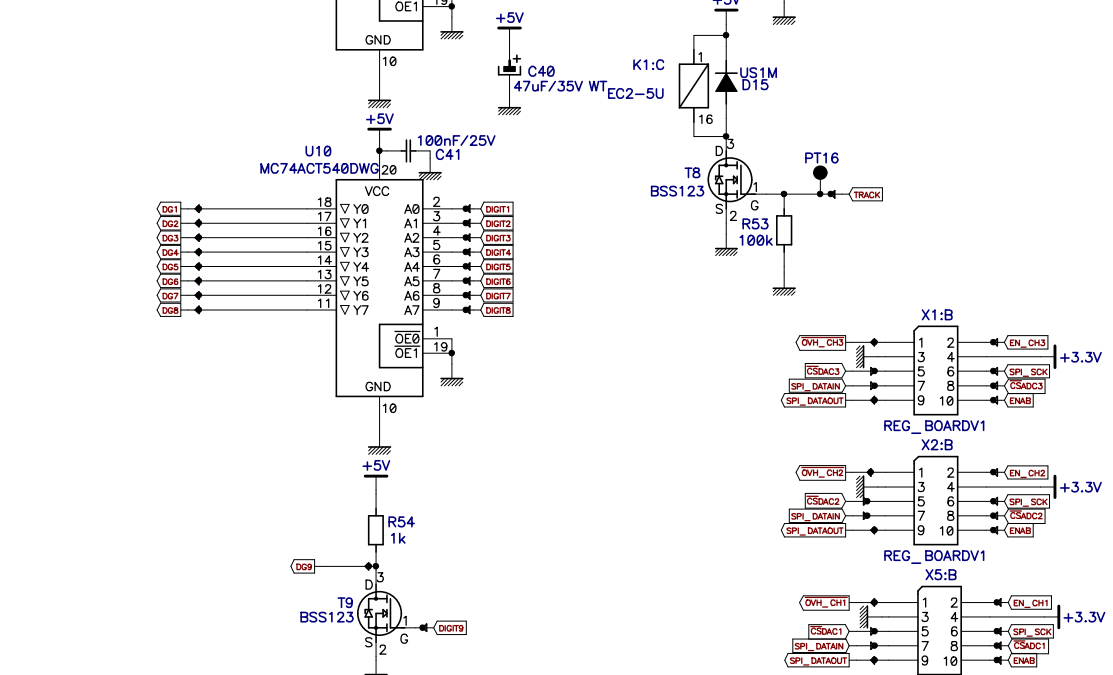 OE1 19
GND
10
+5V
C40
47uF/35V WT
+5V
K1:C
EC2-5U
1
16
US1M
D15
D 3
T8
BSS123
S 2
1
G
PT16
TRACK
R53
100k
+5V
100nF/25V
C41
U10
MC74ACT540DWG
20
VCC
DG1 18 Y0 A0 2 DIGIT1
DG2 17 Y1 A1 3 DIGIT2
DG3 16 Y2 A2 4 DIGIT3
DG4 15 Y3 A3 5 DIGIT4
DG5 14 Y4 A4 6 DIGIT5
DG6 13 Y5 A5 7 DIGIT6
DG7 12 Y6 A6 8 DIGIT7
DG8 11 Y7 A7 9 DIGIT8
OE0 1
OE1 19
GND
10
+5V
R54
1k
DG9
D 3
T9
BSS123
1
G
DIGIT9
S 2
X1:B
OVH_CH3 1 2 EN_CH3
3 4 +3.3V
CSDAC3 5 6 SPI_SCK
SPI_DATAIN 7 8 CSADC3
SPI_DATAOUT 9 10 ENAB
REG_BOARDV1
X2:B
OVH_CH2 1 2 EN_CH2
3 4 +3.3V
CSDAC2 5 6 SPI_SCK
SPI_DATAIN 7 8 CSADC2
SPI_DATAOUT 9 10 ENAB
REG_BOARDV1
X5:B
OVH_CH1 1 2 EN_CH1
3 4 +3.3V
CSDAC1 5 6 SPI_SCK
SPI_DATAIN 7 8 CSADC1
SPI_DATAOUT 9 10 ENAB